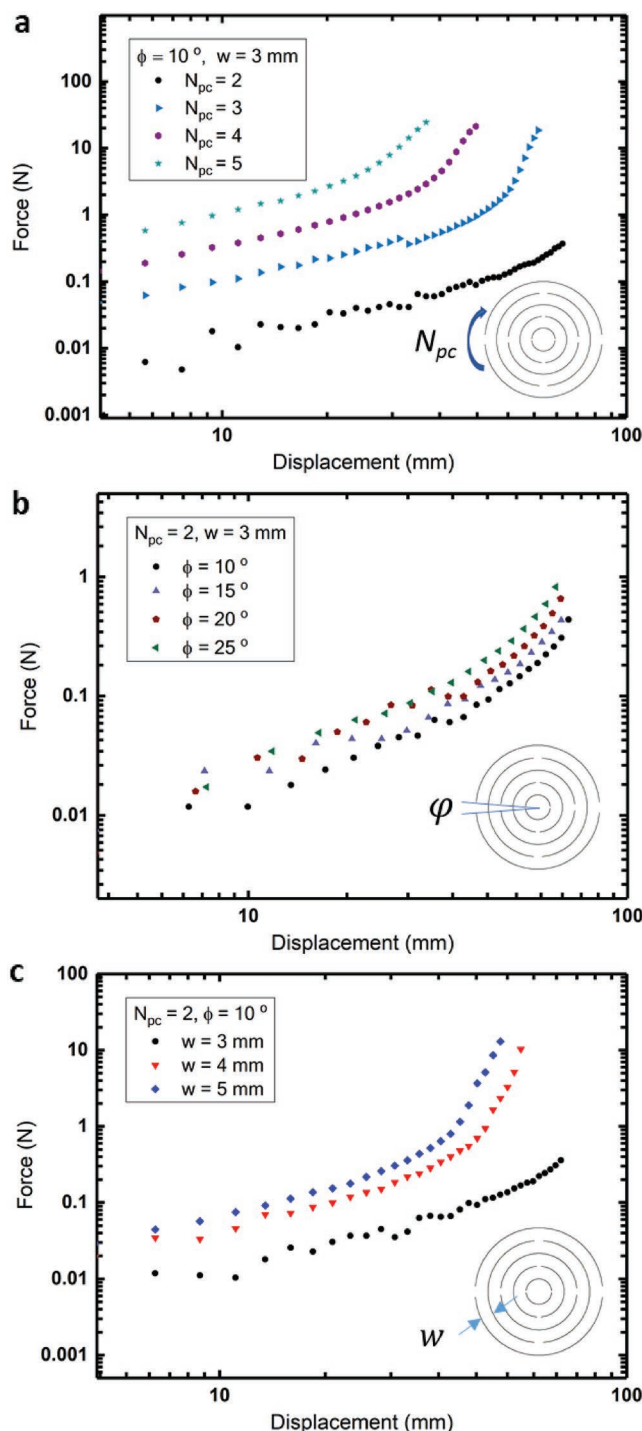 a
100
10
1
0.1
0.01
0.001
Force (N)
ϕ = 10 °, w = 3 mm
N_pc = 2
N_pc = 3
N_pc = 4
N_pc = 5
N_pc
10
100
Displacement (mm)
b
1
0.1
0.01
Force (N)
N_pc = 2, w = 3 mm
ϕ = 10 °
ϕ = 15 °
ϕ = 20 °
ϕ = 25 °
φ
10
100
Displacement (mm)
c
100
10
1
0.1
0.01
0.001
Force (N)
N_pc = 2, ϕ = 10 °
w = 3 mm
w = 4 mm
w = 5 mm
w
10
100
Displacement (mm)